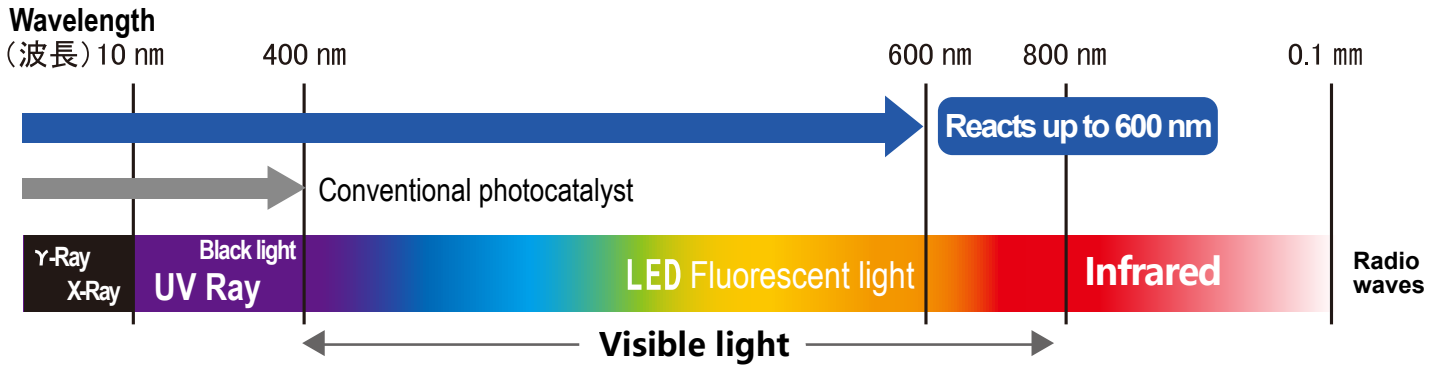 Wavelength
（波長）10 nm 400 nm 600 nm 800 nm 0.1 mm
Reacts up to 600 nm
Conventional photocatalyst
γ-Ray
X-Ray
Black light
UV Ray
LED Fluorescent light
Infrared
Radio
waves
Visible light